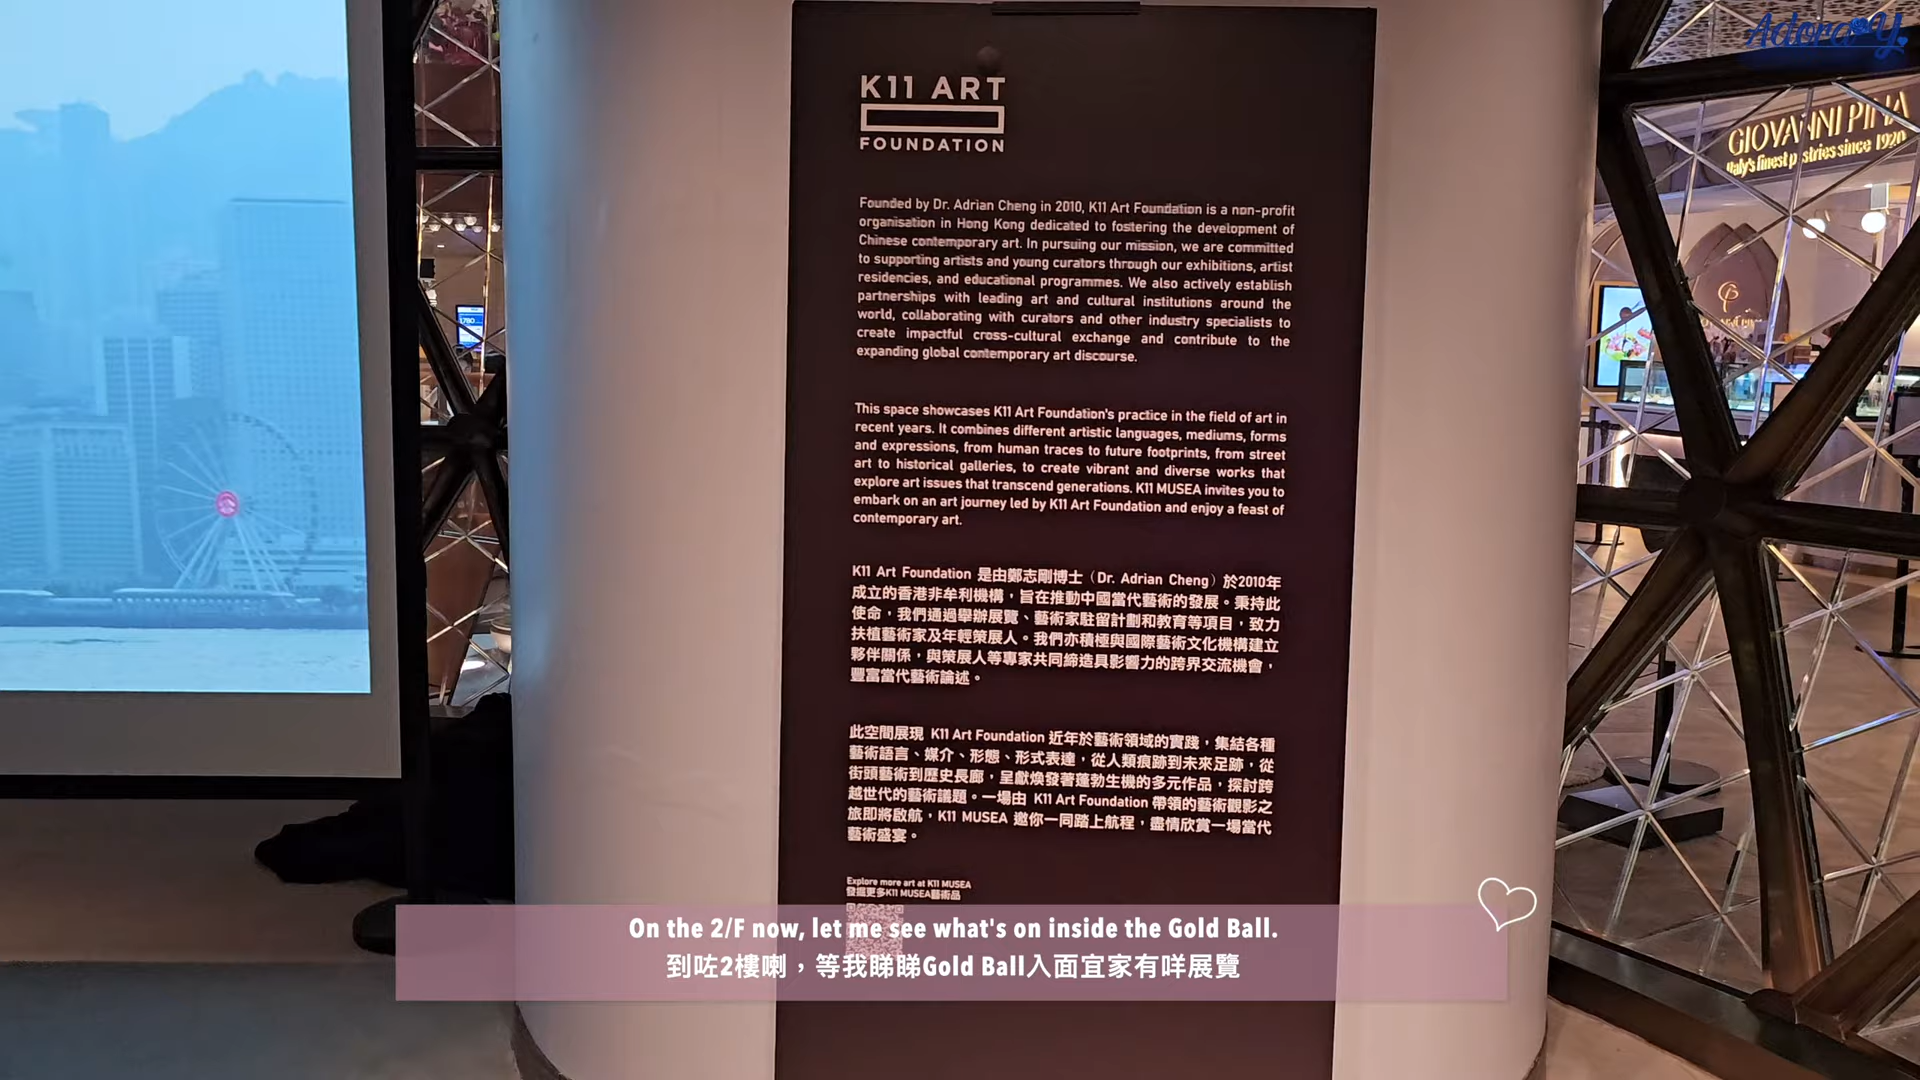 Adora Y.
K11 ART
FOUNDATION
Founded by Dr. Adrian Cheng in 2010, K11 Art Foundation is a non-profit
organisation in Hong Kong dedicated to fostering the development of
Chinese contemporary art. In pursuing our mission, we are committed
to supporting artists and young curators through our exhibitions, artist
residencies, and educational programmes. We also actively establish
partnerships with leading art and cultural institutions around the
world, collaborating with curators and other industry specialists to
create impactful cross-cultural exchange and contribute to the
expanding global contemporary art discourse.
This space showcases K11 Art Foundation's practice in the field of art in
recent years. It combines different artistic languages, mediums, forms
and expressions, from human traces to future footprints, from street
art to historical galleries, to create vibrant and diverse works that
explore art issues that transcend generations. K11 MUSEA invites you to
embark on an art journey led by K11 Art Foundation and enjoy a feast of
contemporary art.
K11 Art Foundation 是由鄭志剛博士（Dr. Adrian Cheng）於2010年
成立的香港非牟利機構，旨在推動中國當代藝術的發展。秉持此
使命，我們通過舉辦展覽、藝術家駐留計劃和教育等項目，致力
扶植藝術家及年輕策展人。我們亦積極與國際藝術文化機構建立
夥伴關係，與策展人等專家共同締造具影響力的跨界交流機會，
豐富當代藝術論述。
此空間展現 K11 Art Foundation 近年於藝術領域的實踐，集結各種
藝術語言、媒介、形態、形式表達，從人類痕跡到未來足跡，從
街頭藝術到歷史長廊，呈獻煥發著蓬勃生機的多元作品，探討跨
越世代的藝術議題。一場由 K11 Art Foundation 帶領的藝術觀影之
旅即將啟航，K11 MUSEA 邀你一同踏上航程，盡情欣賞一場當代
藝術盛宴。
Explore more art at K11 MUSEA
發掘更多K11 MUSEA藝術品
GIOVANNI PINA
Italy's finest pastries since 1920
On the 2/F now, let me see what's on inside the Gold Ball.
到咗2樓喇，等我睇睇Gold Ball入面宜家有咩展覽